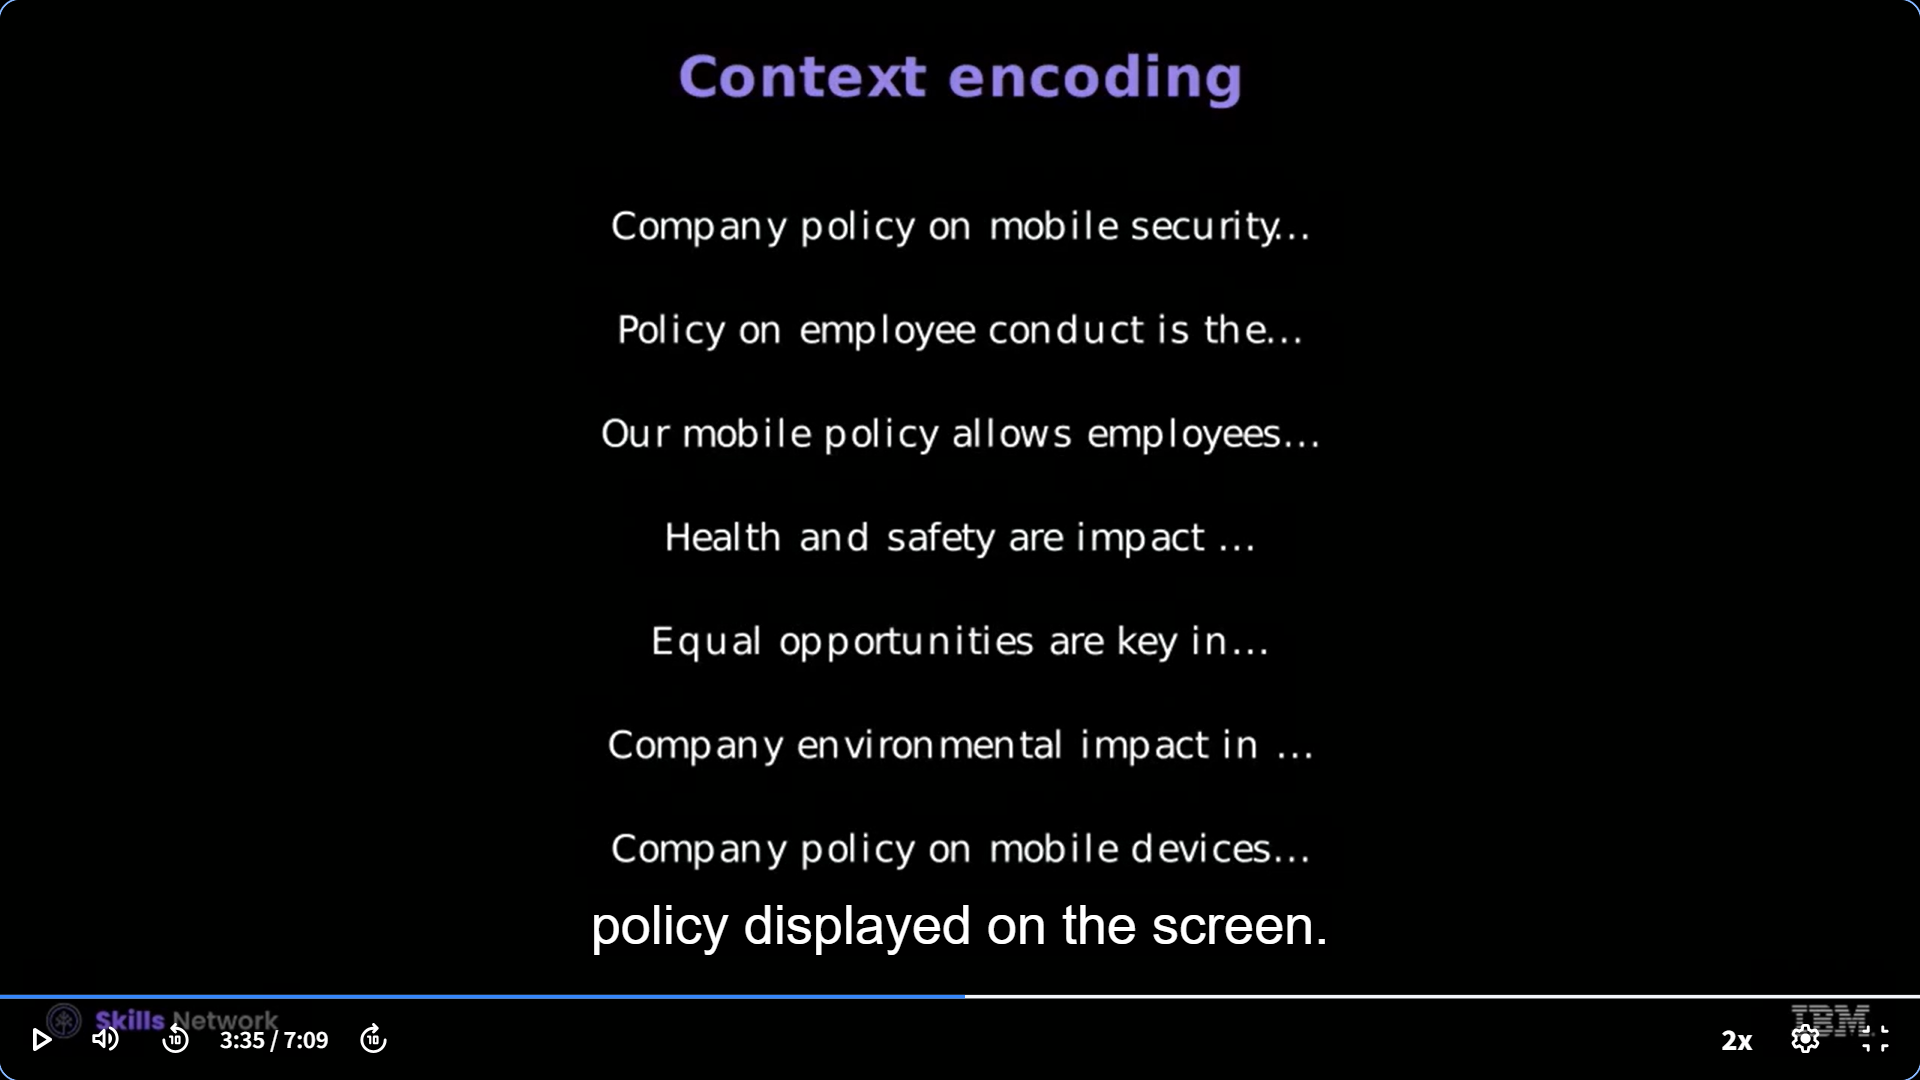 Context encoding
Company policy on mobile security...
Policy on employee conduct is the...
Our mobile policy allows employees...
Health and safety are impact ...
Equal opportunities are key in...
Company environmental impact in ...
Company policy on mobile devices...
policy displayed on the screen.
Skills Network
IBM
10
3:35 / 7:09
10
2x